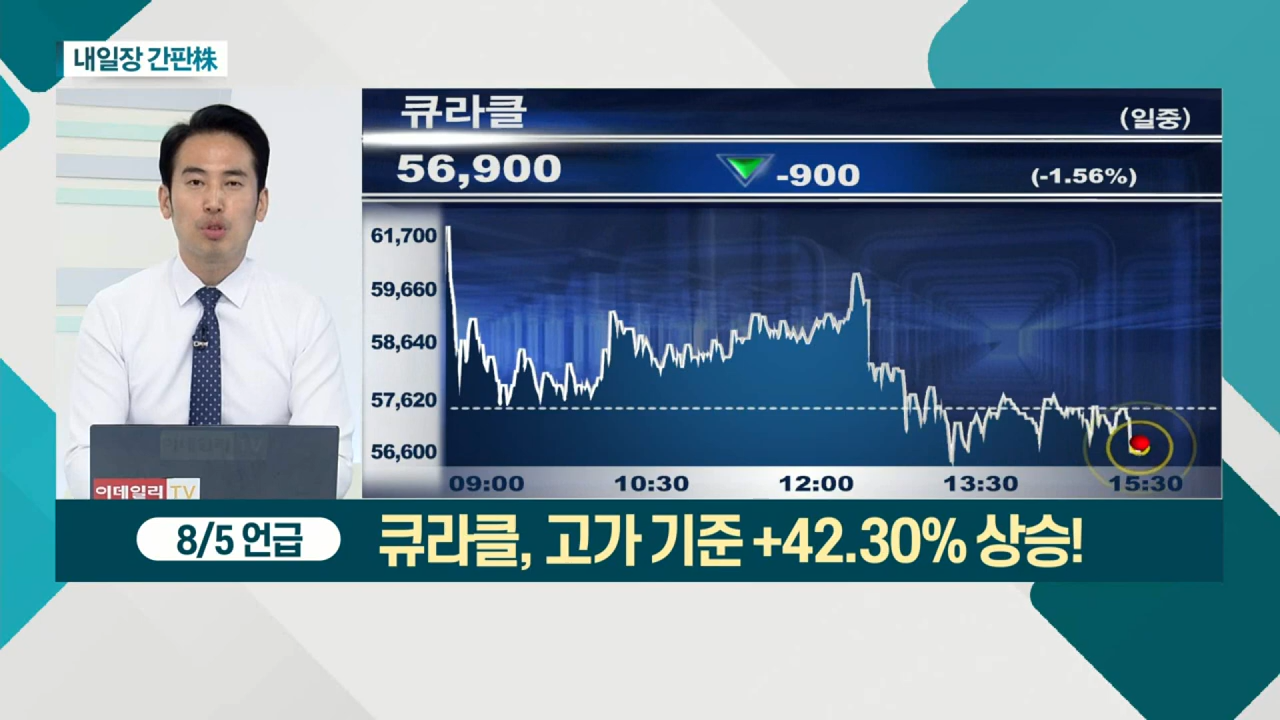 내일장 간판株
큐라클
(일중)
56,900
-900
(-1.56%)
61,700
59,660
58,640
57,620
56,600
09:00
10:30
12:00
13:30
15:30
이데일리 TV
8/5 언급
큐라클, 고가 기준 +42.30% 상승!